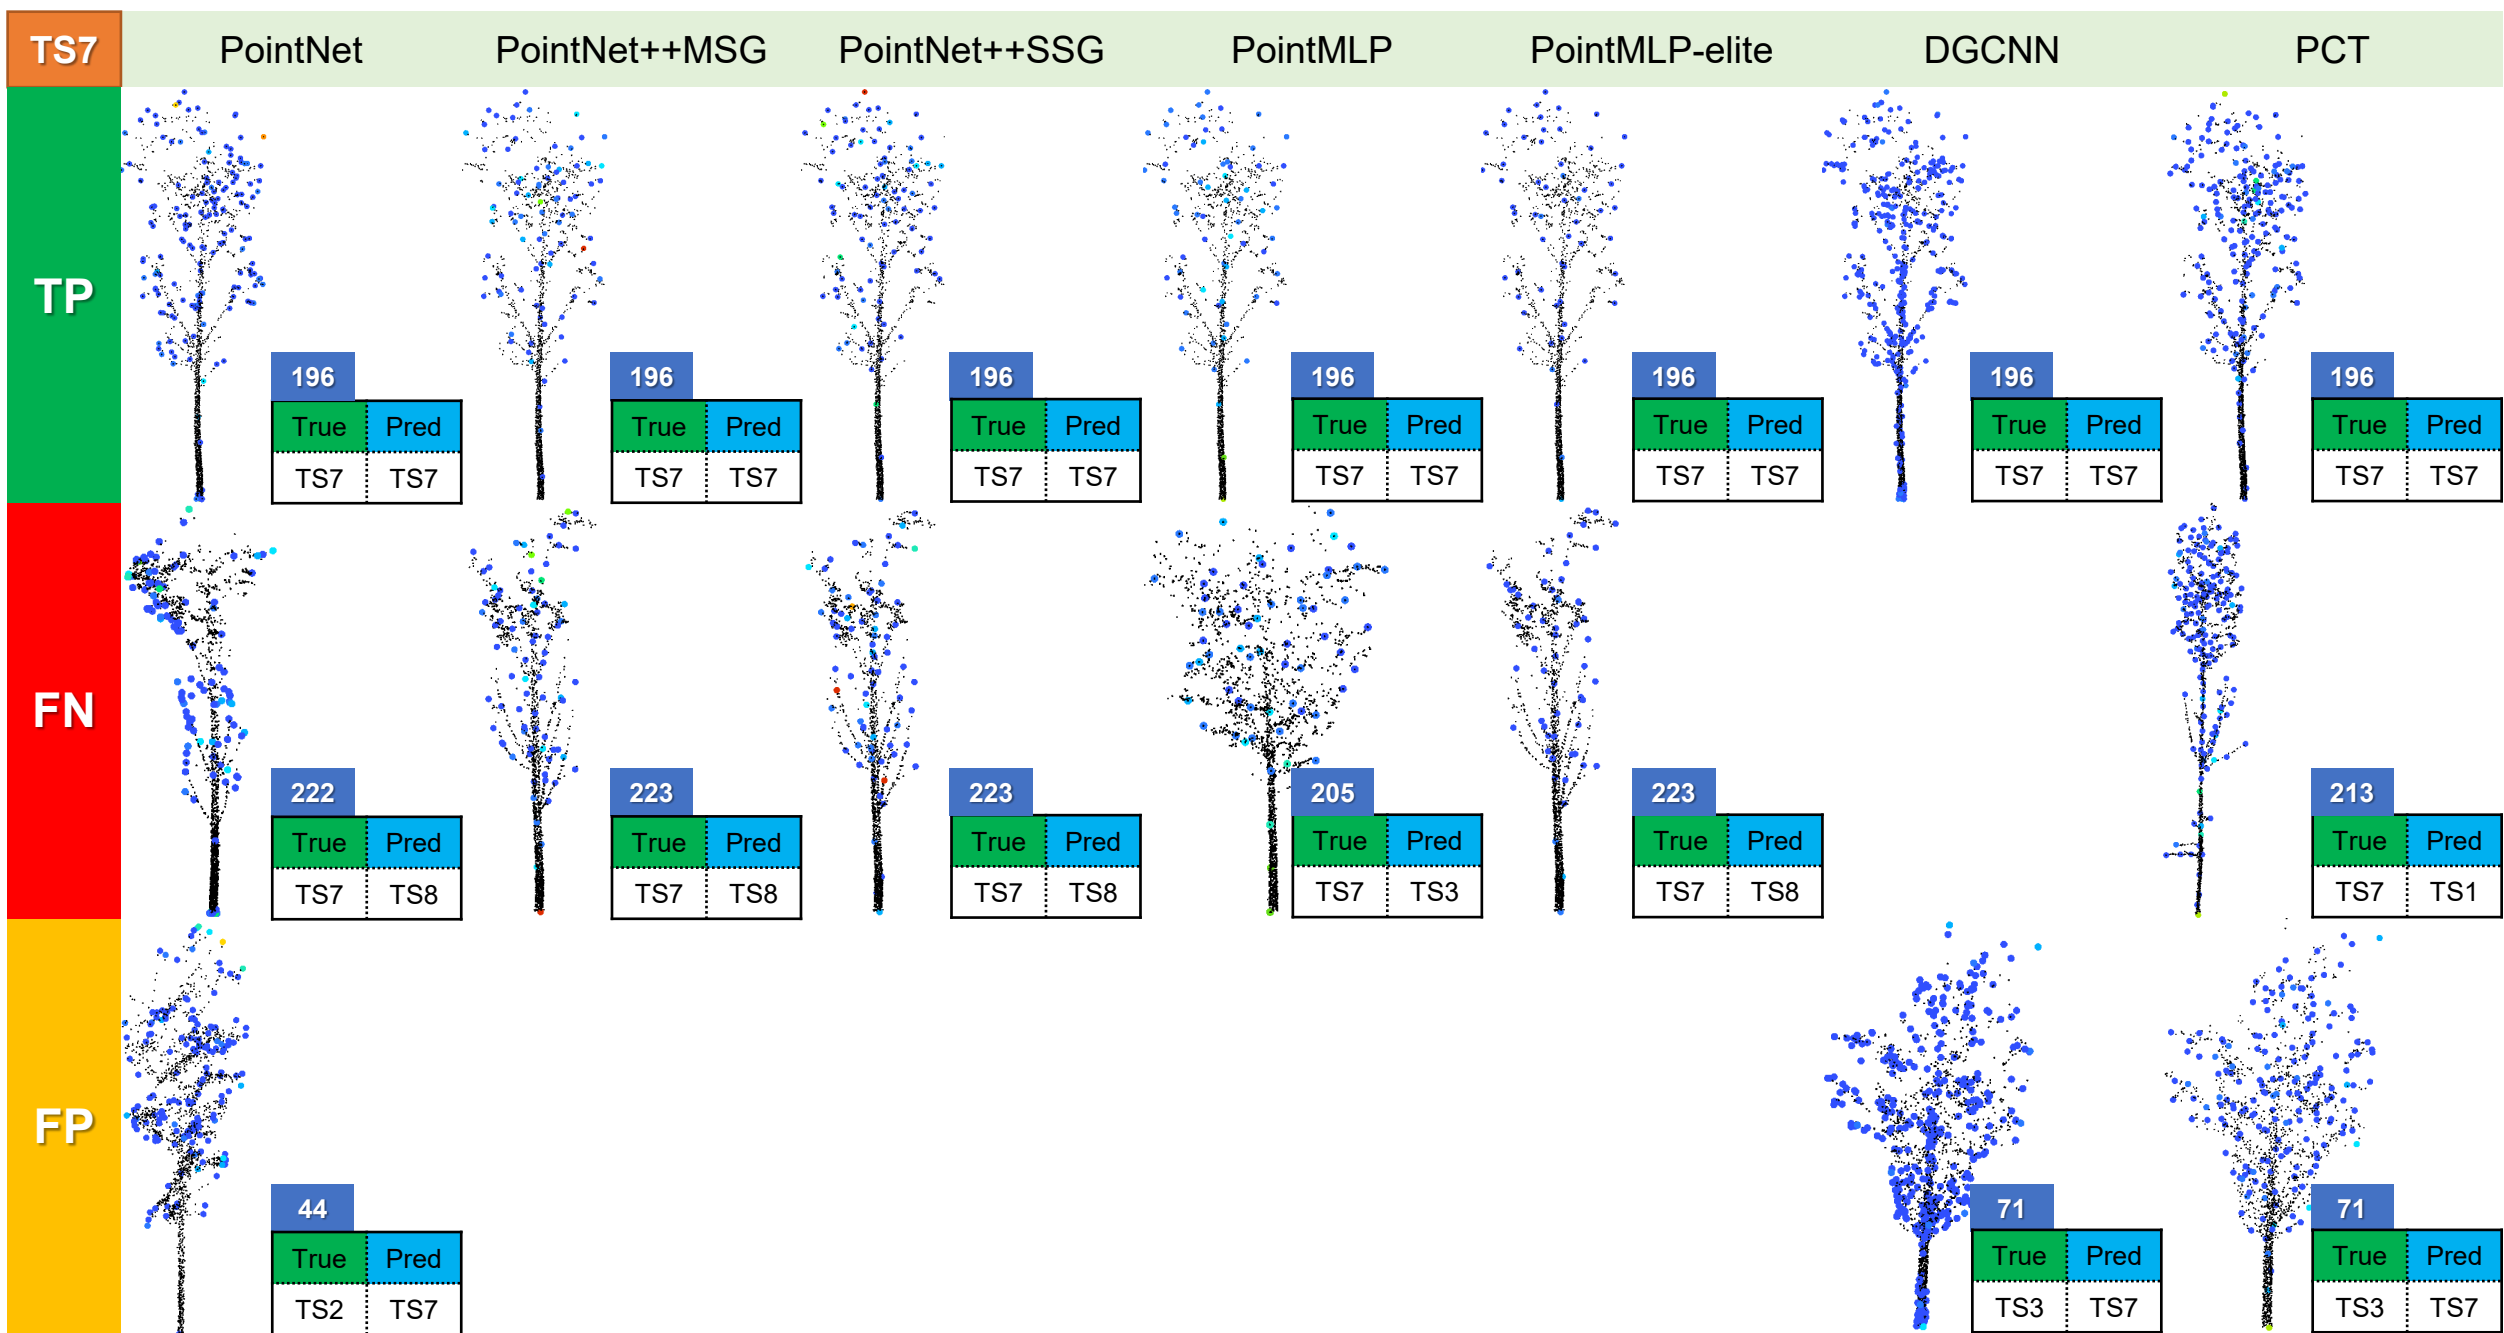 TS7 PointNet PointNet++MSG PointNet++SSG PointMLP PointMLP-elite DGCNN PCT
TP
196 196 196 196 196 196 196
True Pred True Pred True Pred True Pred True Pred True Pred True Pred
TS7 TS7 TS7 TS7 TS7 TS7 TS7 TS7 TS7 TS7 TS7 TS7 TS7 TS7
FN
222 223 223 205 223 213
True Pred True Pred True Pred True Pred True Pred True Pred
TS7 TS8 TS7 TS8 TS7 TS8 TS7 TS3 TS7 TS8 TS7 TS1
FP
44 71 71
True Pred True Pred True Pred
TS2 TS7 TS3 TS7 TS3 TS7